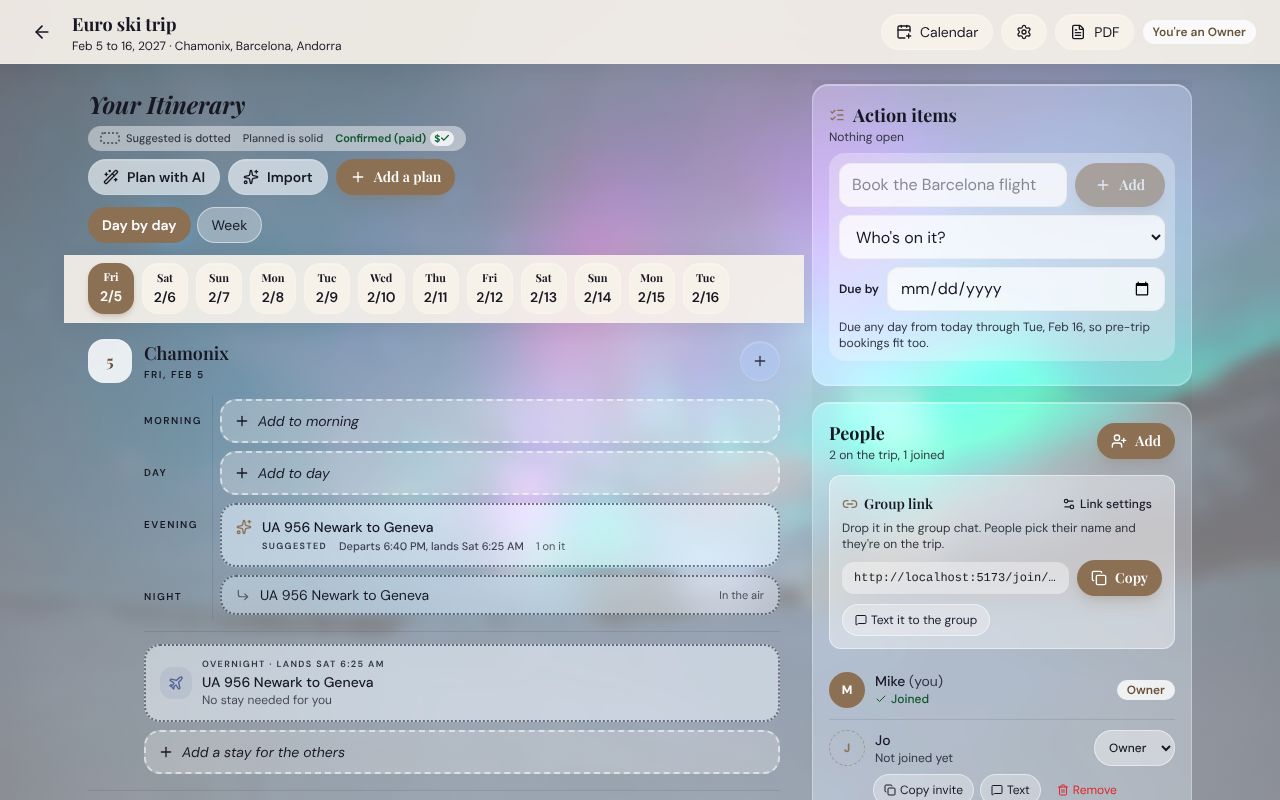 Euro ski trip
Feb 5 to 16, 2027 · Chamonix, Barcelona, Andorra
Calendar
PDF
You're an Owner
Your Itinerary
Suggested is dotted Planned is solid Confirmed (paid) $✓
Plan with AI
Import
+ Add a plan
Day by day
Week
Fri 2/5
Sat 2/6
Sun 2/7
Mon 2/8
Tue 2/9
Wed 2/10
Thu 2/11
Fri 2/12
Sat 2/13
Sun 2/14
Mon 2/15
Tue 2/16
5
Chamonix
FRI, FEB 5
+
MORNING
+ Add to morning
DAY
+ Add to day
EVENING
UA 956 Newark to Geneva
SUGGESTED Departs 6:40 PM, lands Sat 6:25 AM 1 on it
NIGHT
UA 956 Newark to Geneva
In the air
OVERNIGHT · LANDS SAT 6:25 AM
UA 956 Newark to Geneva
No stay needed for you
+ Add a stay for the others
Action items
Nothing open
Book the Barcelona flight
+ Add
Who's on it?
Due by
mm/dd/yyyy
Due any day from today through Tue, Feb 16, so pre-trip
bookings fit too.
People
2 on the trip, 1 joined
Add
Group link
Link settings
Drop it in the group chat. People pick their name and
they're on the trip.
http://localhost:5173/join/…
Copy
Text it to the group
M
Mike (you)
✓ Joined
Owner
J
Jo
Not joined yet
Owner
Copy invite
Text
Remove